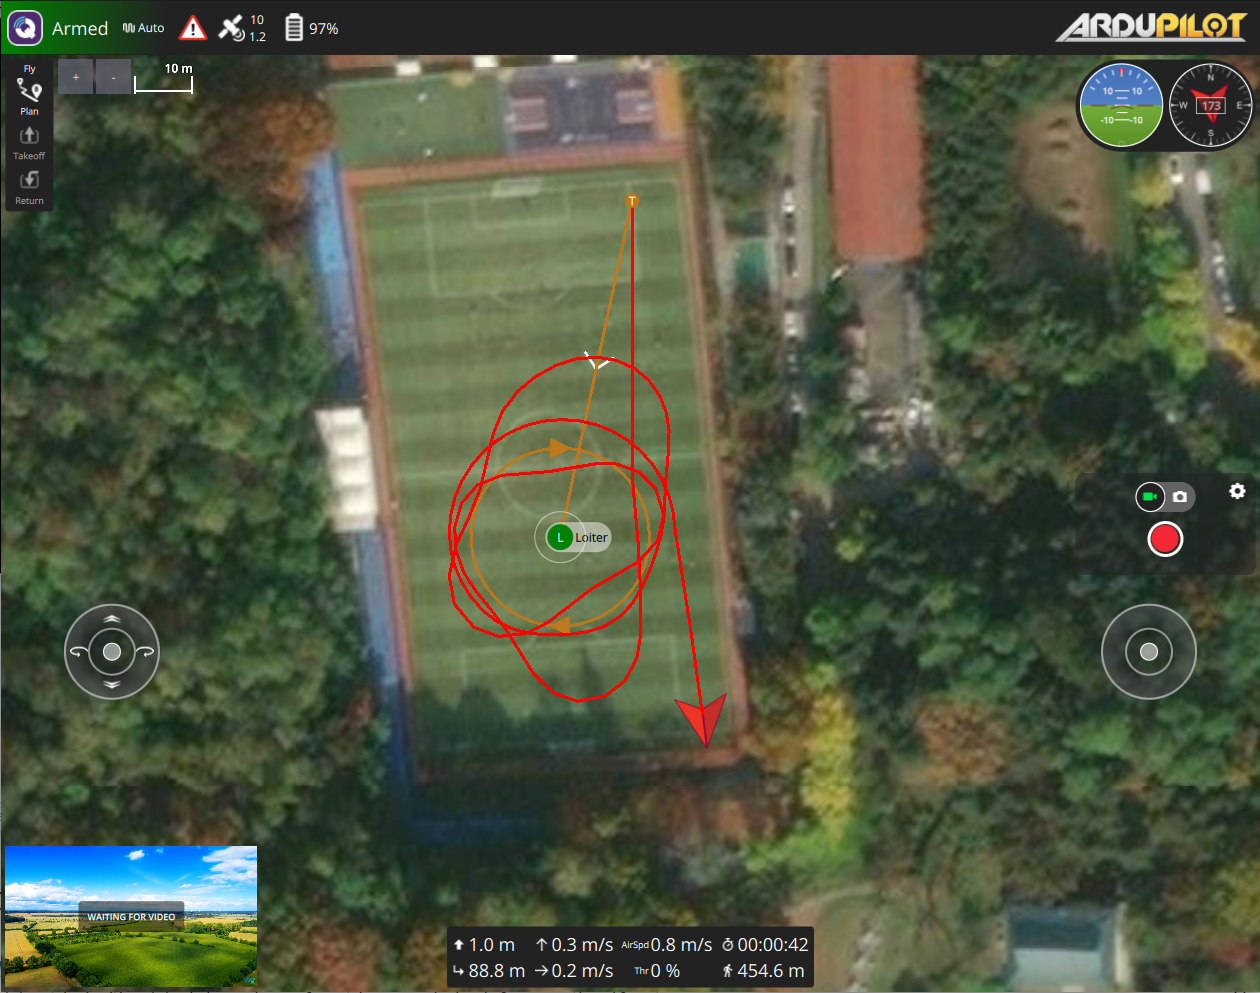 Armed
Auto
10
1.2
97%
ARDUPILOT
Fly
Plan
Takeoff
Return
+
-
10 m
10 10
-10 -10
N
W 173 E
S
T
L Loiter
WAITING FOR VIDEO
1.0 m 0.3 m/s AirSpd 0.8 m/s 00:00:42
88.8 m 0.2 m/s Thr 0 % 454.6 m